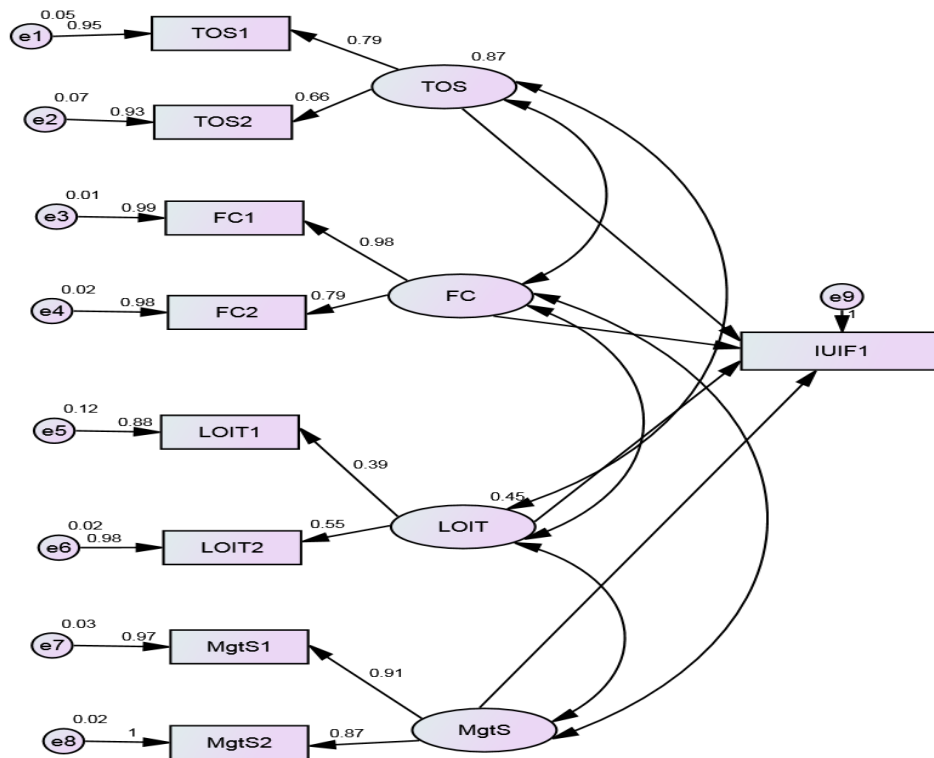 0.05
0.95
e1
TOS1
0.79
0.87
TOS
0.07
0.93
e2
TOS2
0.66
0.01
0.99
e3
FC1
0.98
FC
0.02
0.98
e4
FC2
0.79
e9
1
IUIF1
0.12
0.88
e5
LOIT1
0.39
0.45
LOIT
0.02
0.98
e6
LOIT2
0.55
0.03
0.97
e7
MgtS1
0.91
MgtS
0.02
1
e8
MgtS2
0.87